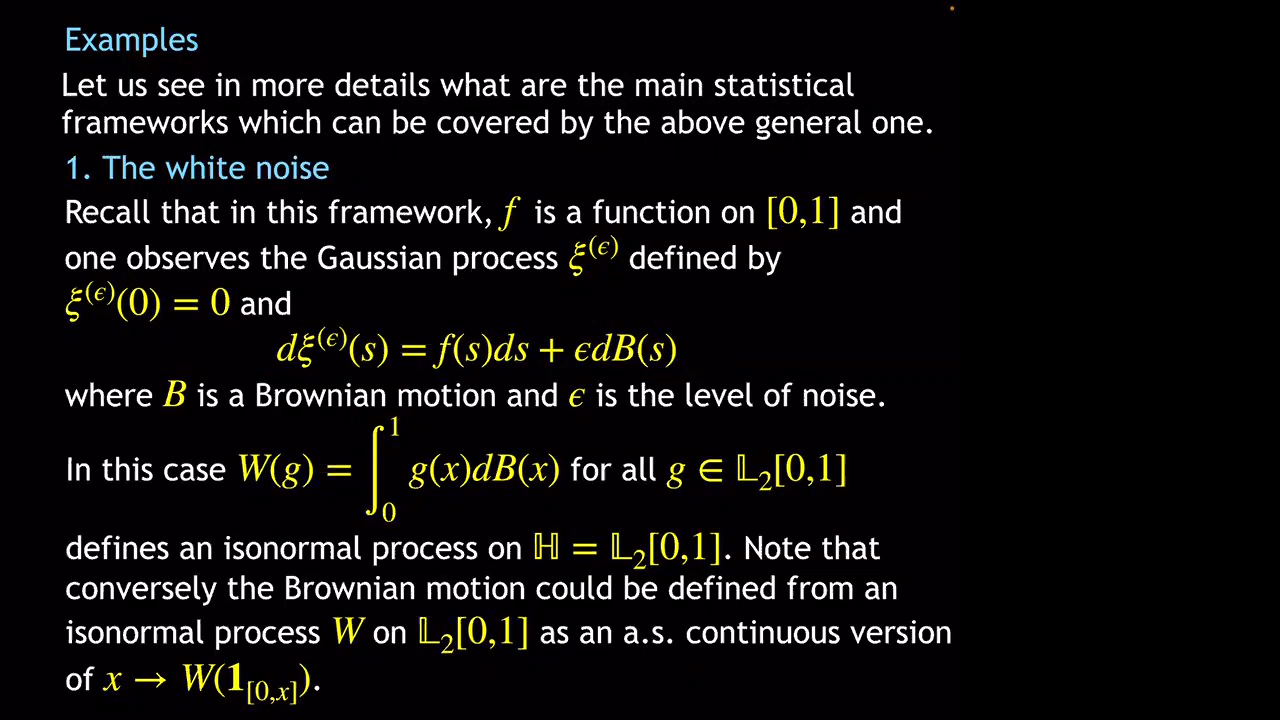 Examples
Let us see in more details what are the main statistical
frameworks which can be covered by the above general one.
1. The white noise
Recall that in this framework, f is a function on [0,1] and
one observes the Gaussian process ξ^(ϵ) defined by
ξ^(ϵ)(0) = 0 and
dξ^(ϵ)(s) = f(s)ds + ϵdB(s)
where B is a Brownian motion and ϵ is the level of noise.
In this case W(g) = ∫₀¹ g(x)dB(x) for all g ∈ 𝕃₂[0,1]
defines an isonormal process on ℍ = 𝕃₂[0,1]. Note that
conversely the Brownian motion could be defined from an
isonormal process W on 𝕃₂[0,1] as an a.s. continuous version
of x → W(𝟏_[0,x]).